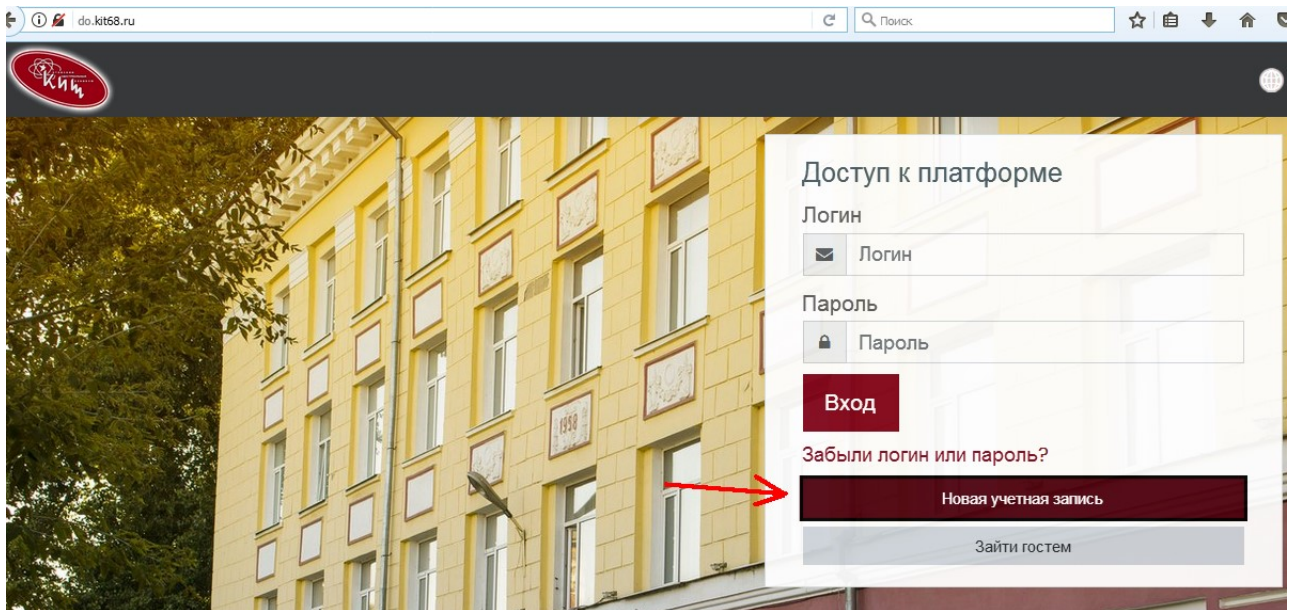 do.kit68.ru
Поиск
Кит
Доступ к платформе
Логин
Логин
Пароль
Пароль
Вход
Забыли логин или пароль?
Новая учетная запись
Зайти гостем
1958